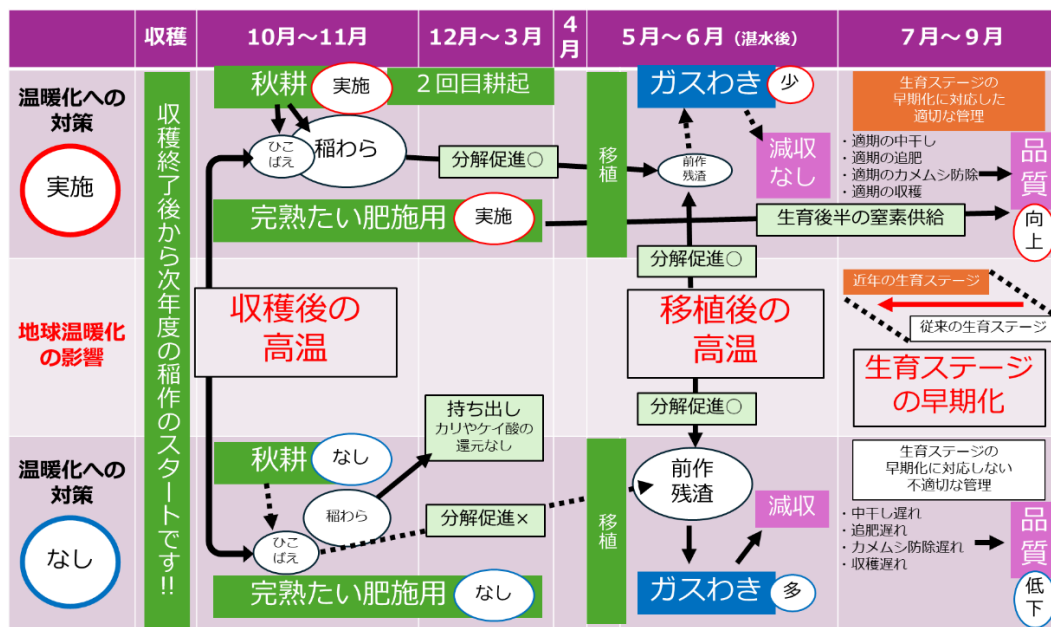 収穫
10月～11月
12月～３月
４
月
５月～６月（湛水後）
７月～９月
温暖化への
対策
実施
収穫終了後から次年度の稲作のスタートです!!
秋耕
実施
２回目耕起
ひこ
ばえ
稲わら
分解促進○
完熟たい肥施用
実施
移植
ガスわき
少
前作
残渣
減収
なし
生育後半の窒素供給
分解促進○
生育ステージの
早期化に対応した
適切な管理
・適期の中干し
・適期の追肥
・適期のカメムシ防除
・適期の収穫
品質
向上
地球温暖化
の影響
収穫後の
高温
移植後の
高温
近年の生育ステージ
従来の生育ステージ
生育ステージ
の早期化
分解促進○
温暖化への
対策
なし
秋耕
なし
持ち出し
カリやケイ酸の
還元なし
稲わら
ひこ
ばえ
分解促進×
完熟たい肥施用
なし
移植
前作
残渣
減収
ガスわき
多
生育ステージの
早期化に対応しない
不適切な管理
・中干し遅れ
・追肥遅れ
・カメムシ防除遅れ
・収穫遅れ
品質
低下